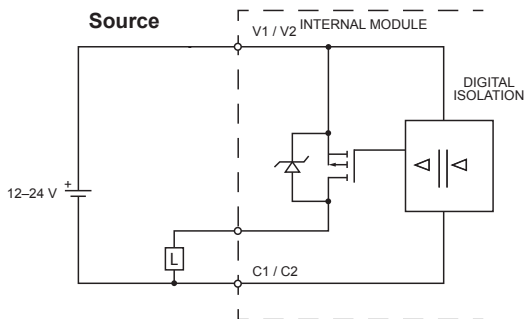 Source
V1 / V2
INTERNAL MODULE
DIGITAL
ISOLATION
12–24 V
+
L
C1 / C2